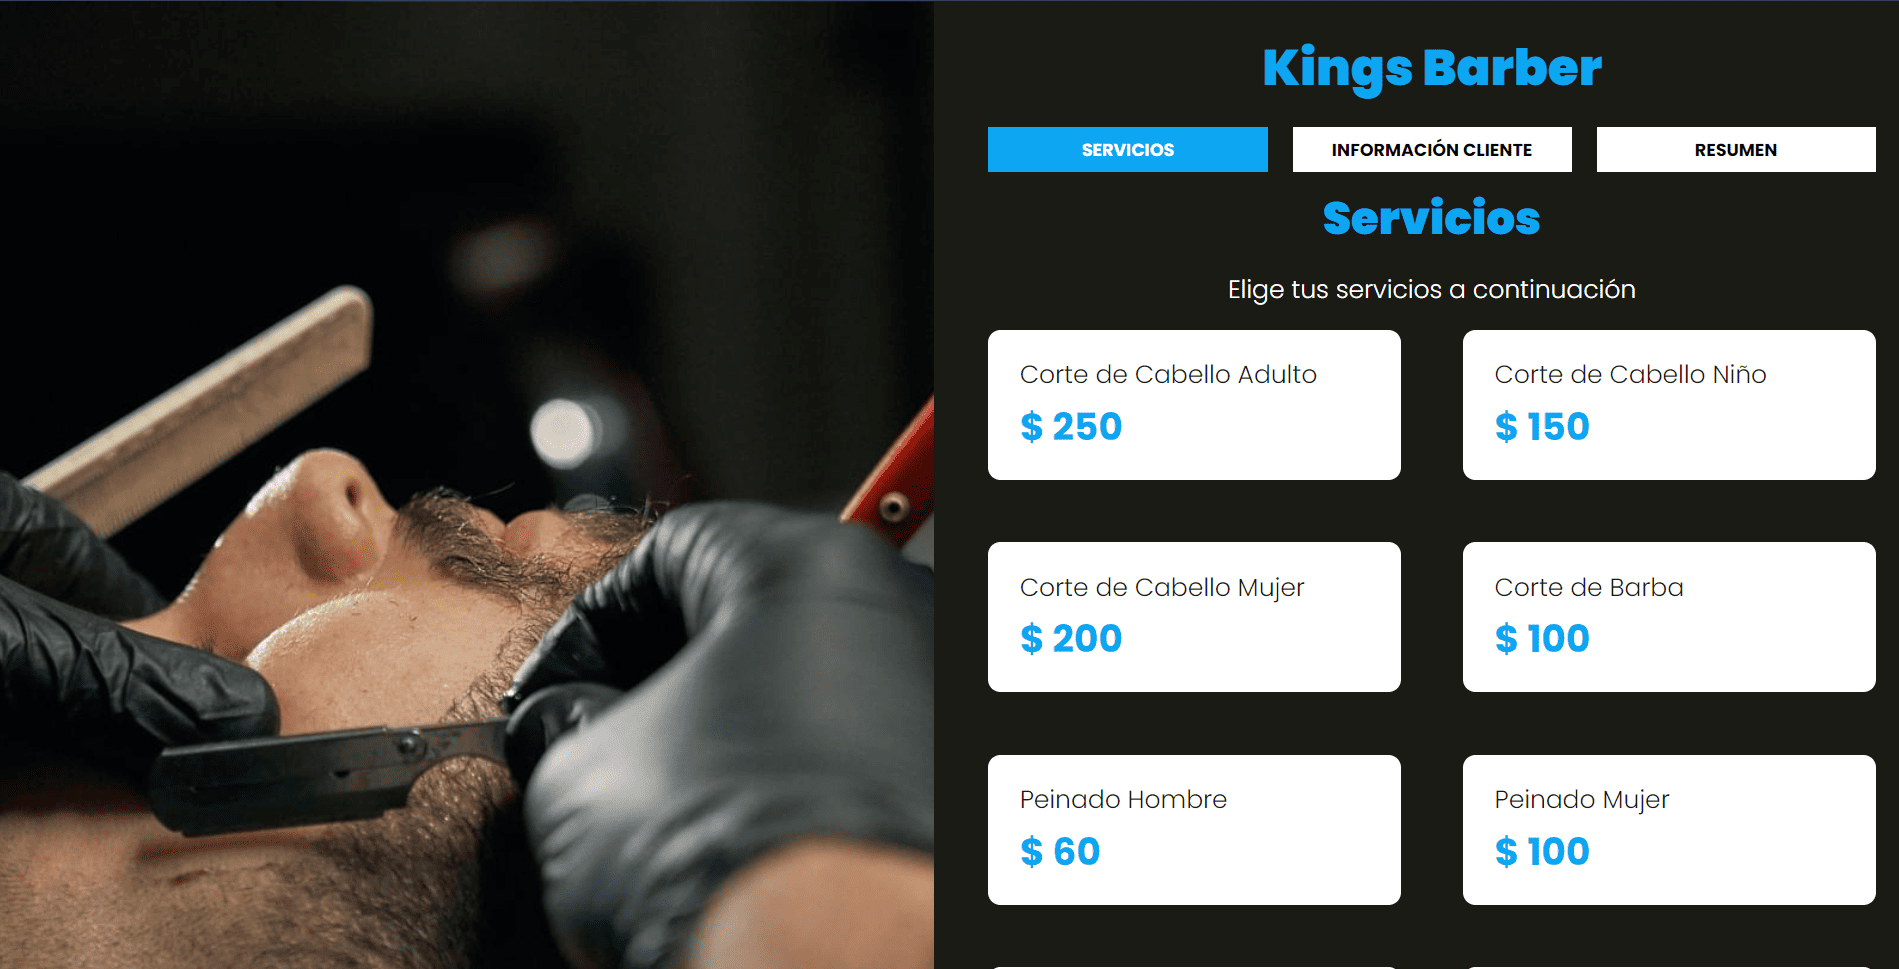 Kings Barber
SERVICIOS
INFORMACIÓN CLIENTE
RESUMEN
Servicios
Elige tus servicios a continuación
Corte de Cabello Adulto
$ 250
Corte de Cabello Niño
$ 150
Corte de Cabello Mujer
$ 200
Corte de Barba
$ 100
Peinado Hombre
$ 60
Peinado Mujer
$ 100